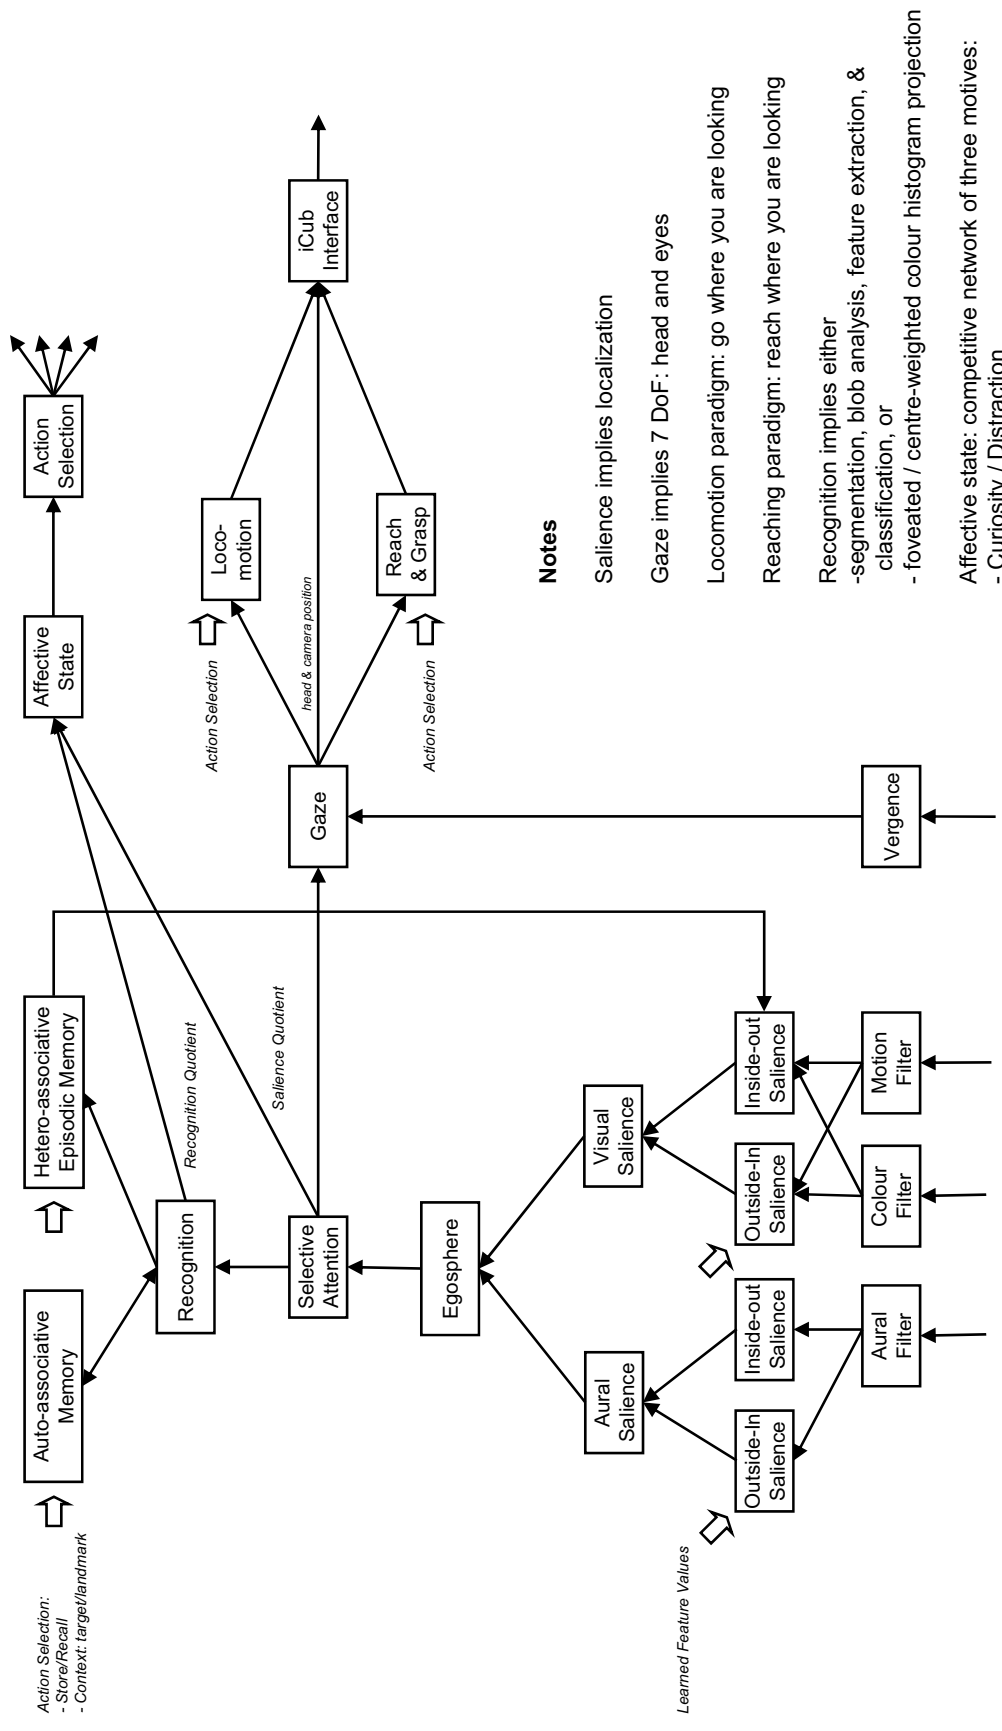 Action Selection:
- Store/Recall
- Context: target/landmark
Auto-associative
Memory
Hetero-associative
Episodic Memory
Affective
State
Action
Selection
Recognition
Recognition Quotient
Action Selection
Loco-
motion
Selective
Attention
Salience Quotient
Gaze
head & camera position
iCub
Interface
Egosphere
Action Selection
Reach
& Grasp
Aural
Salience
Visual
Salience
Learned Feature Values
Outside-In
Salience
Inside-out
Salience
Outside-In
Salience
Inside-out
Salience
Aural
Filter
Colour
Filter
Motion
Filter
Vergence
Notes
Salience implies localization
Gaze implies 7 DoF: head and eyes
Locomotion paradigm: go where you are looking
Reaching paradigm: reach where you are looking
Recognition implies either
-segmentation, blob analysis, feature extraction, &
classification, or
- foveated / centre-weighted colour histogram projection
Affective state: competitive network of three motives:
- Curiosity / Distraction